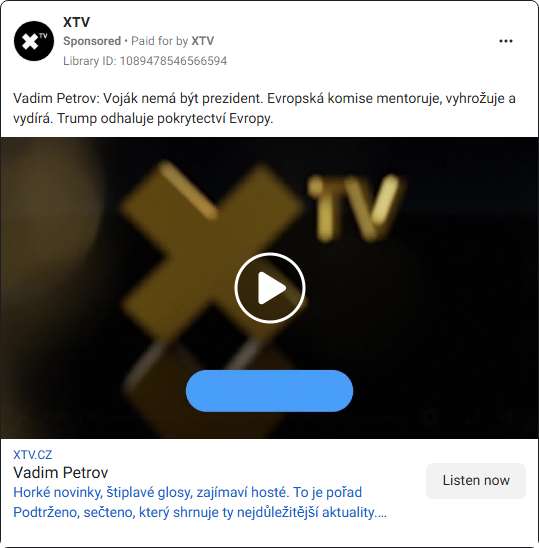 XTV
Sponsored • Paid for by XTV
Library ID: 1089478546566594
Vadim Petrov: Voják nemá být prezident. Evropská komise mentoruje, vyhrožuje a
vydírá. Trump odhaluje pokrytectví Evropy.
XTV
XTV.CZ
Vadim Petrov
Horké novinky, štiplavé glosy, zajímaví hosté. To je pořad
Podtrženo, sečteno, který shrnuje ty nejdůležitější aktuality....
Listen now